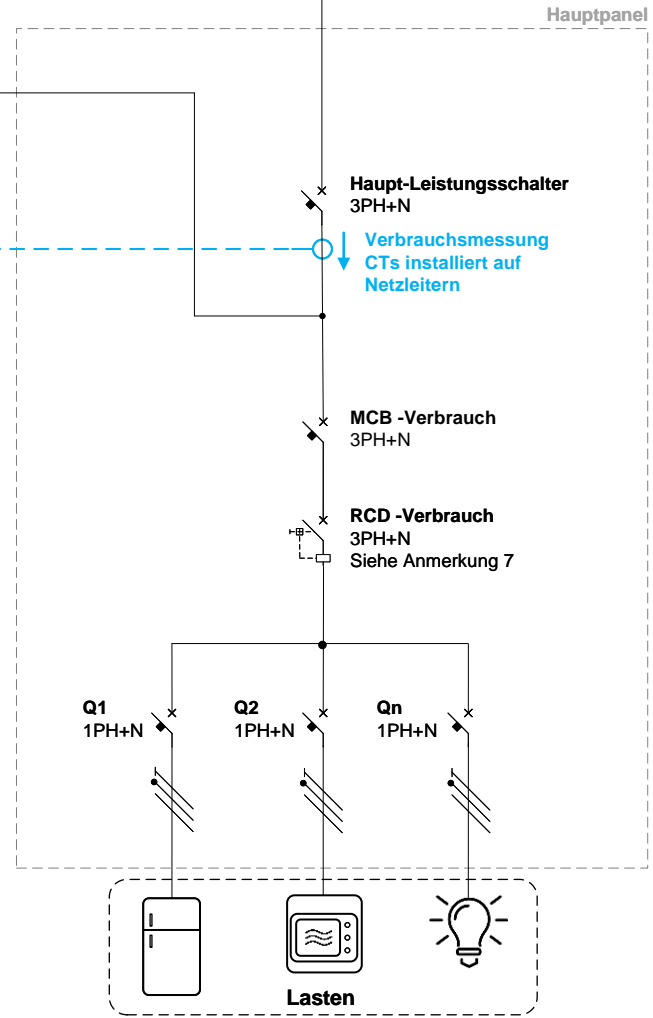 Hauptpanel
Haupt-Leistungsschalter
3PH+N
Verbrauchsmessung
CTs installiert auf
Netzleitern
MCB -Verbrauch
3PH+N
RCD -Verbrauch
3PH+N
Siehe Anmerkung 7
Q1
1PH+N
Q2
1PH+N
Qn
1PH+N
Lasten